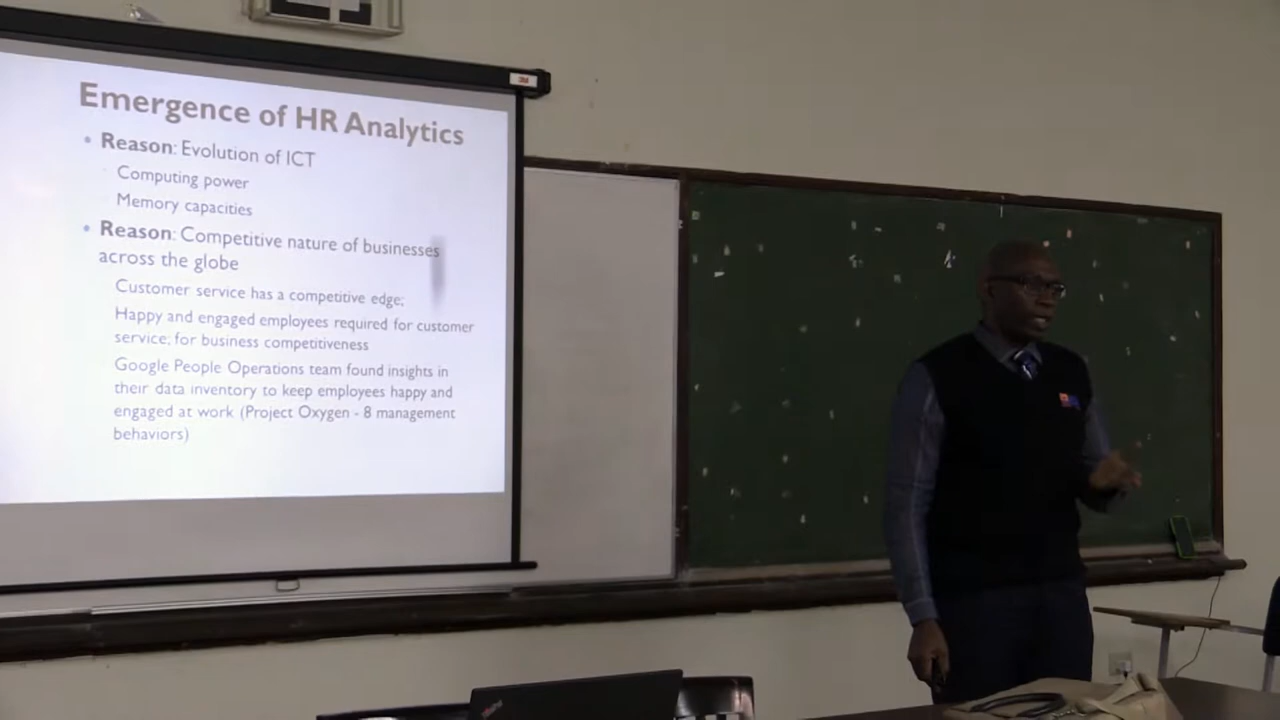 Emergence of HR Analytics
• Reason: Evolution of ICT
Computing power
Memory capacities
• Reason: Competitive nature of businesses
across the globe
Customer service has a competitive edge;
Happy and engaged employees required for customer
service; for business competitiveness
Google People Operations team found insights in
their data inventory to keep employees happy and
engaged at work (Project Oxygen - 8 management
behaviors)
3M